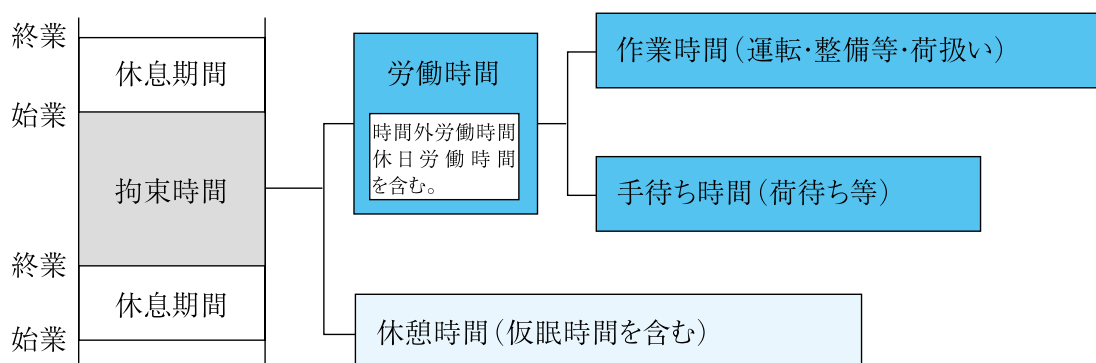 終業
休息期間
始業
拘束時間
終業
休息期間
始業
労働時間
時間外労働時間
休日労働時間
を含む。
作業時間（運転・整備等・荷扱い）
手待ち時間（荷待ち等）
休憩時間（仮眠時間を含む）